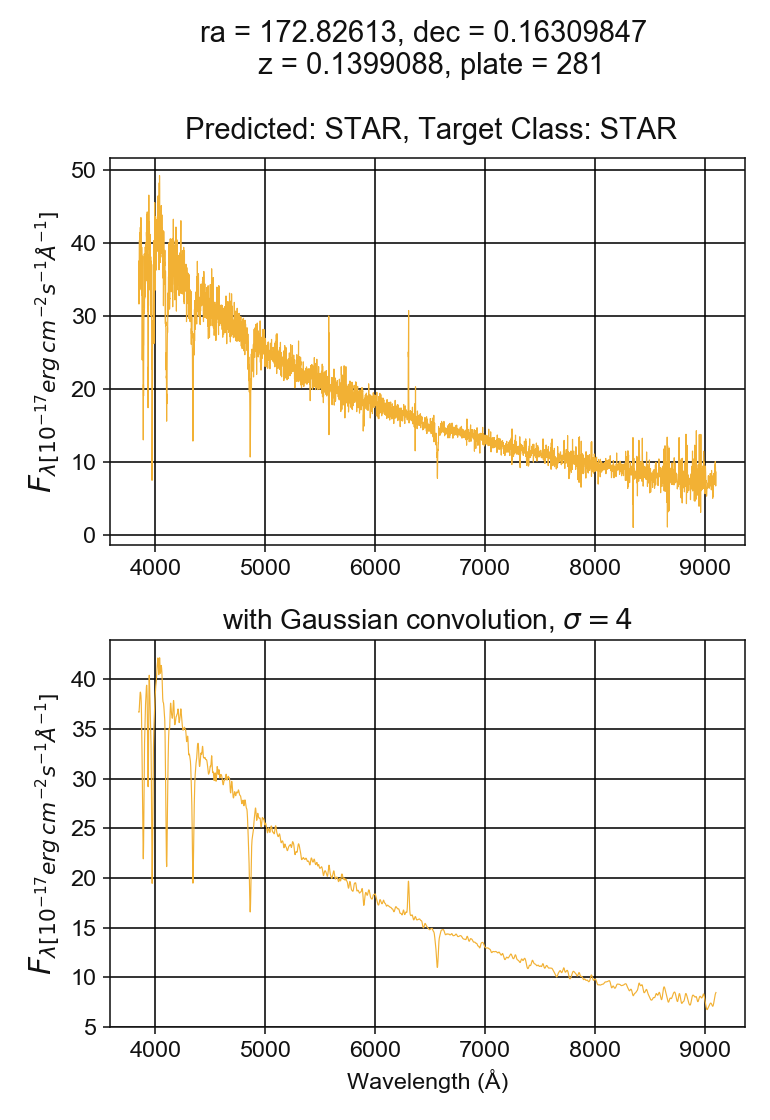 ra = 172.82613, dec = 0.16309847
z = 0.1399088, plate = 281
Predicted: STAR, Target Class: STAR
50
40
30
20
10
0
F_λ[10^{-17} erg cm^{-2} s^{-1} Å^{-1}]
4000 5000 6000 7000 8000 9000
with Gaussian convolution, σ = 4
40
35
30
25
20
15
10
5
F_λ[10^{-17} erg cm^{-2} s^{-1} Å^{-1}]
4000 5000 6000 7000 8000 9000
Wavelength (Å)